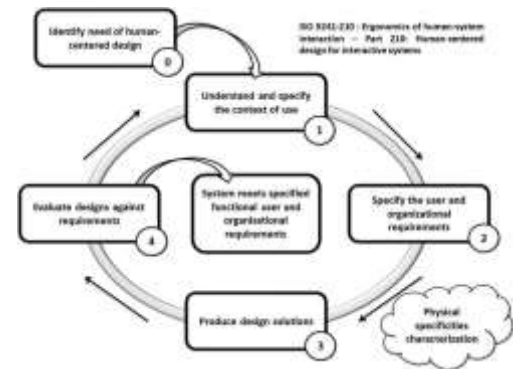 Identify need of human-
centered design
0
ISO 9241-210 : Ergonomics of human-system
interaction — Part 210: Human-centered
design for interactive systems
Understand and specify
the context of use
1
Evaluate designs against
requirements
4
System meets specified
functional user and
organisational
requirements
Specify the user and
organizational
requirements
2
Produce design solutions
3
Physical
specificities
characterization